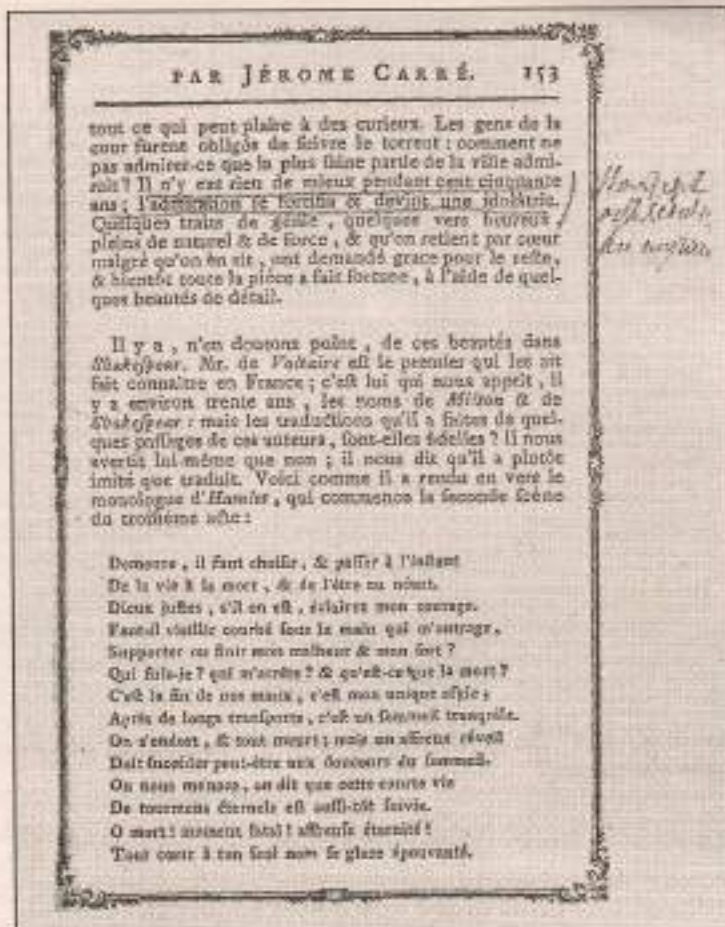 PAR JÉROME CARRÉ. 153
tout ce qui peut plaire à des curieux. Les gens de la
cour furent obligés de ſuivre le torrent : comment ne
pas admirer ce que la plus ſaine partie de la ville admi-
rait? Il n'y eut rien de mieux pendant cent cinquante
ans ; l'admiration ſe fortifia & devint une idolâtrie.
Quelques traits de génie , quelques vers heureux ,
pleins de naturel & de force , & qu'on retient par cœur
malgré qu'on en ait , ont demandé grace pour le reſte ,
& bientôt toute la pièce a fait fortune , à l'aide de quel-
ques beautés de détail.
Il y a , n'en doutons point , de ces beautés dans
Shakeſpear. Mr. de Voltaire eſt le premier qui les ait
fait connaître en France ; c'eſt lui qui nous apprit , il
y a environ trente ans , les noms de Milton & de
Shakeſpear : mais les traductions qu'il a faites de quel-
ques paſſages de ces auteurs , ſont-elles fidelles ? Il nous
avertit lui-même que non ; il nous dit qu'il a plutôt
imité que traduit. Voici comme il a rendu en vers le
monologue d'Hamlet , qui commence la ſeconde ſcène
du troiſième acte :
Demeure , il faut choiſir , & paſſer à l'inſtant
De la vie à la mort , & de l'être au néant.
Dieux juſtes , s'il en eſt , éclairez mon courage.
Faut-il vieillir courbé ſous la main qui m'outrage ,
Supporter ou finir mon malheur & mon ſort ?
Qui ſuis-je ? qui m'arrête ? & qu'eſt-ce que la mort ?
C'eſt la fin de nos maux , c'eſt mon unique aſyle ;
Après de longs tranſports , c'eſt un ſommeil tranquile.
On s'endort , & tout meurt ; mais un affreux réveil
Doit ſuccéder peut-être aux douceurs du ſommeil.
On nous menace , on dit que cette courte vie
De tourmens éternels eſt auſſi-tôt ſuivie.
O mort ! moment fatal ! affreuſe éternité !
Tout cœur à ton ſeul nom ſe glace épouvanté.